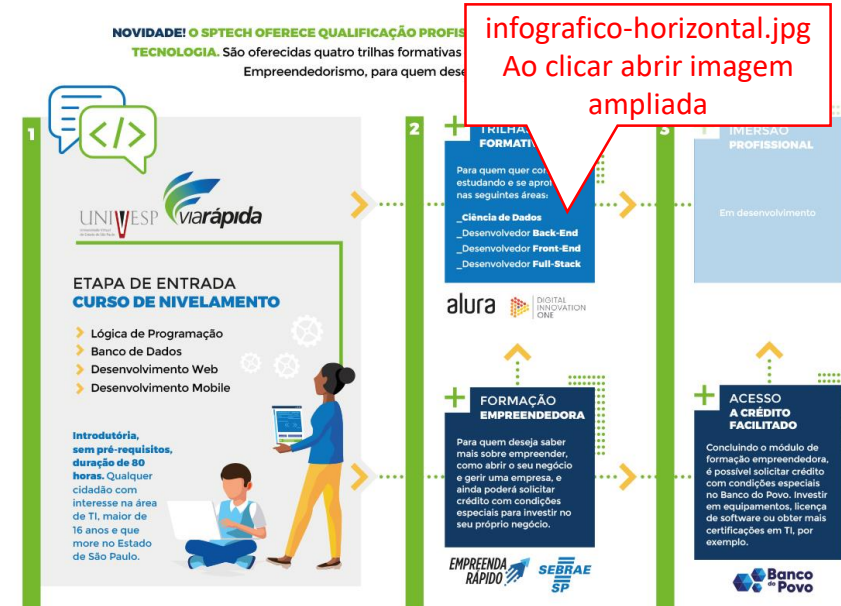 NOVIDADE! O SPTECH OFERECE QUALIFICAÇÃO
TECNOLOGIA. São oferecidas quatro trilhas formativas
Empreendedorismo, para quem
infografico-horizontal.jpg
Ao clicar abrir imagem
ampliada
1
</>
UNIVESP
Universidade Virtual
do Estado de São Paulo
viarápida
ETAPA DE ENTRADA
CURSO DE NIVELAMENTO
Lógica de Programação
Banco de Dados
Desenvolvimento Web
Desenvolvimento Mobile
Introdutória,
sem pré-requisitos,
duração de 80
horas. Qualquer
cidadão com
interesse na área
de TI, maior de
16 anos e que
more no Estado
de São Paulo.
2
Para quem quer
estudando e se
nas seguintes áreas:
_Ciência de Dados
_Desenvolvedor Back-End
_Desenvolvedor Front-End
_Desenvolvedor Full-Stack
alura
DIGITAL
INNOVATION
ONE
+ FORMAÇÃO
EMPREENDEDORA
Para quem deseja saber
mais sobre empreender,
como abrir o seu negócio
e gerir uma empresa, e
ainda poderá solicitar
crédito com condições
especiais para investir no
seu próprio negócio.
EMPREENDA
RÁPIDO
SEBRAE
SP
3
IMERSÃO
PROFISSIONAL
Em desenvolvimento
+ ACESSO
A CRÉDITO
FACILITADO
Concluindo o módulo de
formação empreendedora,
é possível solicitar crédito
com condições especiais
no Banco do Povo. Investir
em equipamentos, licença
de software ou obter mais
certificações em TI, por
exemplo.
Banco
do Povo